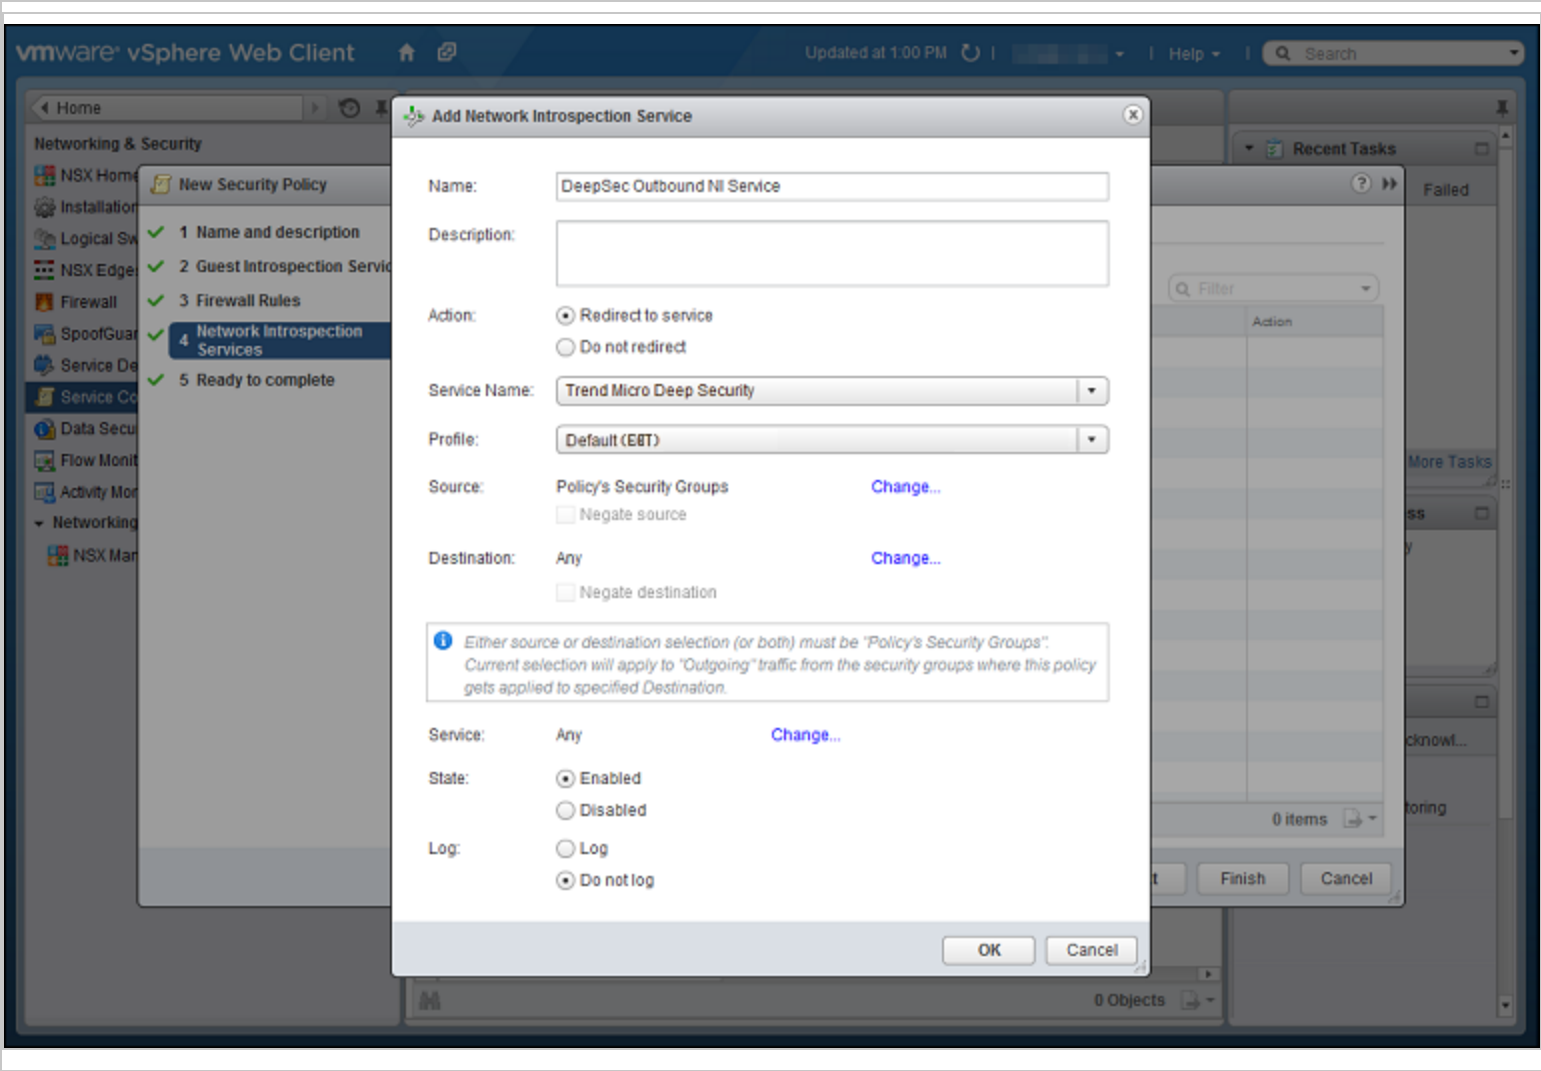 vmware® vSphere Web Client
Updated at 1:00 PM
Help
Search
Home
Networking & Security
NSX Home
Installation
Logical Sw
NSX Edge
Firewall
SpoofGuar
Service De
Service Co
Data Secu
Flow Monit
Activity Mor
Networking
NSX Mar
New Security Policy
1 Name and description
2 Guest Introspection Servic
3 Firewall Rules
4 Network Introspection
Services
5 Ready to complete
Add Network Introspection Service
Name: DeepSec Outbound NI Service
Description:
Action: Redirect to service
Do not redirect
Service Name: Trend Micro Deep Security
Profile: Default (EBT)
Source: Policy's Security Groups Change...
Negate source
Destination: Any Change...
Negate destination
Either source or destination selection (or both) must be "Policy's Security Groups".
Current selection will apply to "Outgoing" traffic from the security groups where this policy
gets applied to specified Destination.
Service: Any Change...
State: Enabled
Disabled
Log: Log
Do not log
OK Cancel
Filter
Action
0 items
t Finish Cancel
0 Objects
Recent Tasks
Failed
More Tasks
ss
y
cknowl...
toring